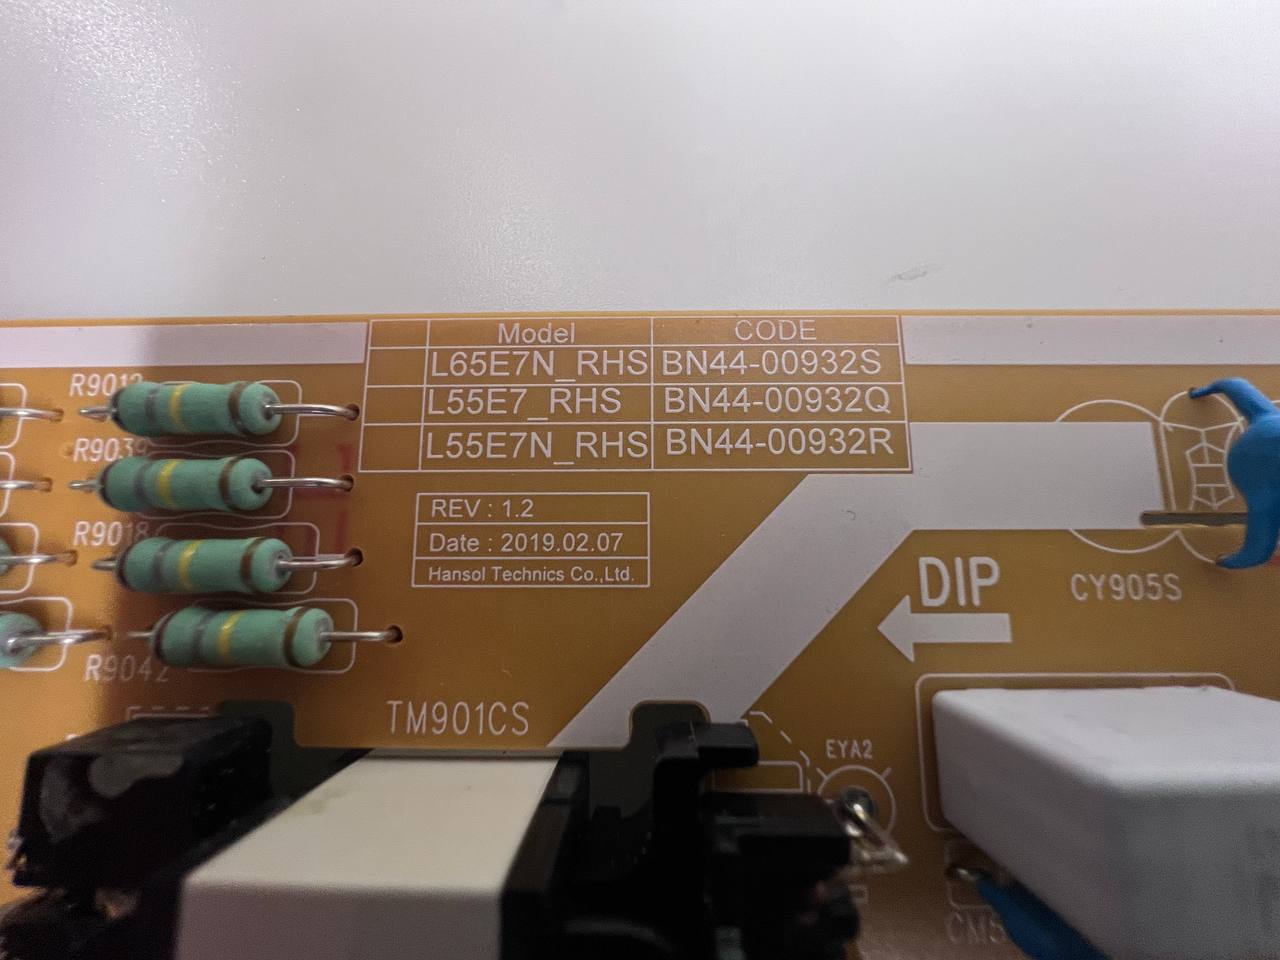 Model CODE
L65E7N_RHS BN44-00932S
L55E7_RHS BN44-00932Q
L55E7N_RHS BN44-00932R
REV : 1.2
Date : 2019.02.07
Hansol Technics Co.,Ltd.
R9039
R9018
R9042
TM901CS
DIP
CY905S
EYA2